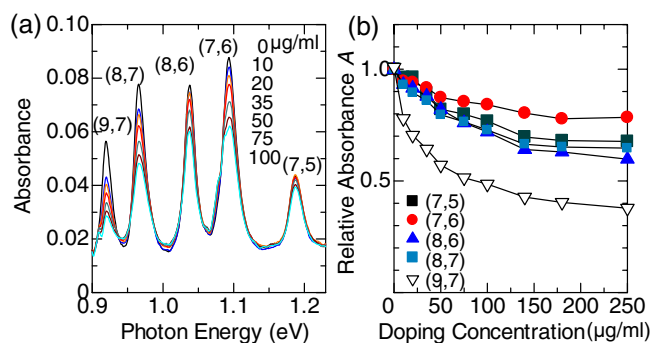 (a)
Absorbance
0.10
0.08
0.06
0.04
0.02
0
(9,7)
(8,7)
(8,6)
(7,6)
(7,5)
0 μg/ml
10
20
35
50
75
100
0.9 1.0 1.1 1.2
Photon Energy (eV)
(b)
Relative Absorbance A
1.0
0.5
(7,5)
(7,6)
(8,6)
(8,7)
(9,7)
0 50 100 150 200 250
Doping Concentration (μg/ml)